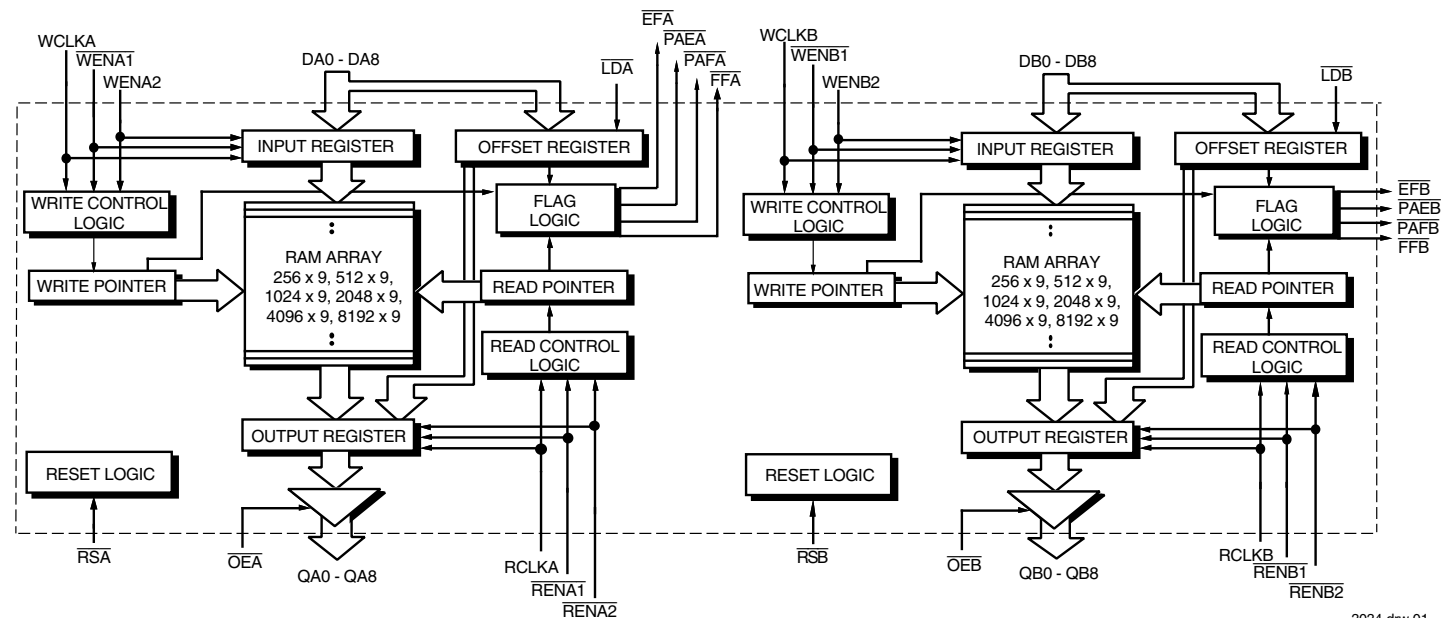 WCLKA
WENA1
WENA2
DA0 - DA8
LDA
EFA
PAEA
PAFA
FFA
INPUT REGISTER
OFFSET REGISTER
WRITE CONTROL
LOGIC
FLAG
LOGIC
RAM ARRAY
256 x 9, 512 x 9,
1024 x 9, 2048 x 9,
4096 x 9, 8192 x 9
WRITE POINTER
READ POINTER
READ CONTROL
LOGIC
OUTPUT REGISTER
RESET LOGIC
RSA
OEA
QA0 - QA8
RCLKA
RENA1
RENA2
WCLKB
WENB1
WENB2
DB0 - DB8
LDB
INPUT REGISTER
OFFSET REGISTER
WRITE CONTROL
LOGIC
FLAG
LOGIC
EFB
PAEB
PAFB
FFB
RAM ARRAY
256 x 9, 512 x 9,
1024 x 9, 2048 x 9,
4096 x 9, 8192 x 9
WRITE POINTER
READ POINTER
READ CONTROL
LOGIC
OUTPUT REGISTER
RESET LOGIC
RSB
OEB
QB0 - QB8
RCLKB
RENB1
RENB2